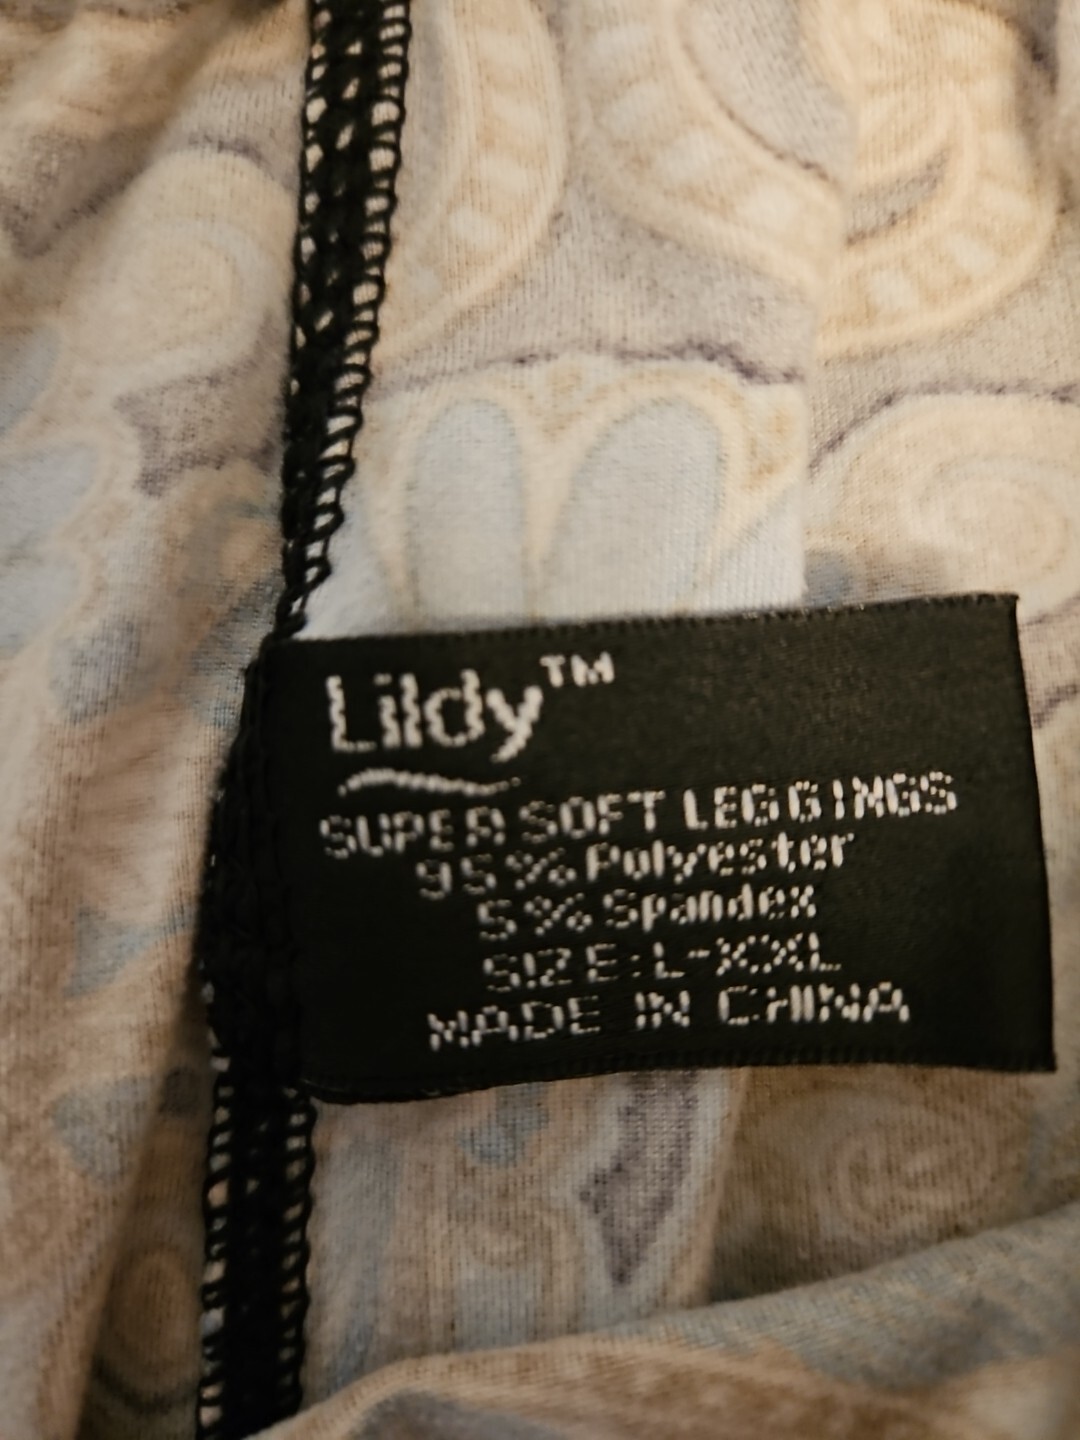 Lildy™
SUPER SOFT LEGGINGS
95% Polyester
5% Spandex
SIZE: L-XXL
MADE IN CHINA